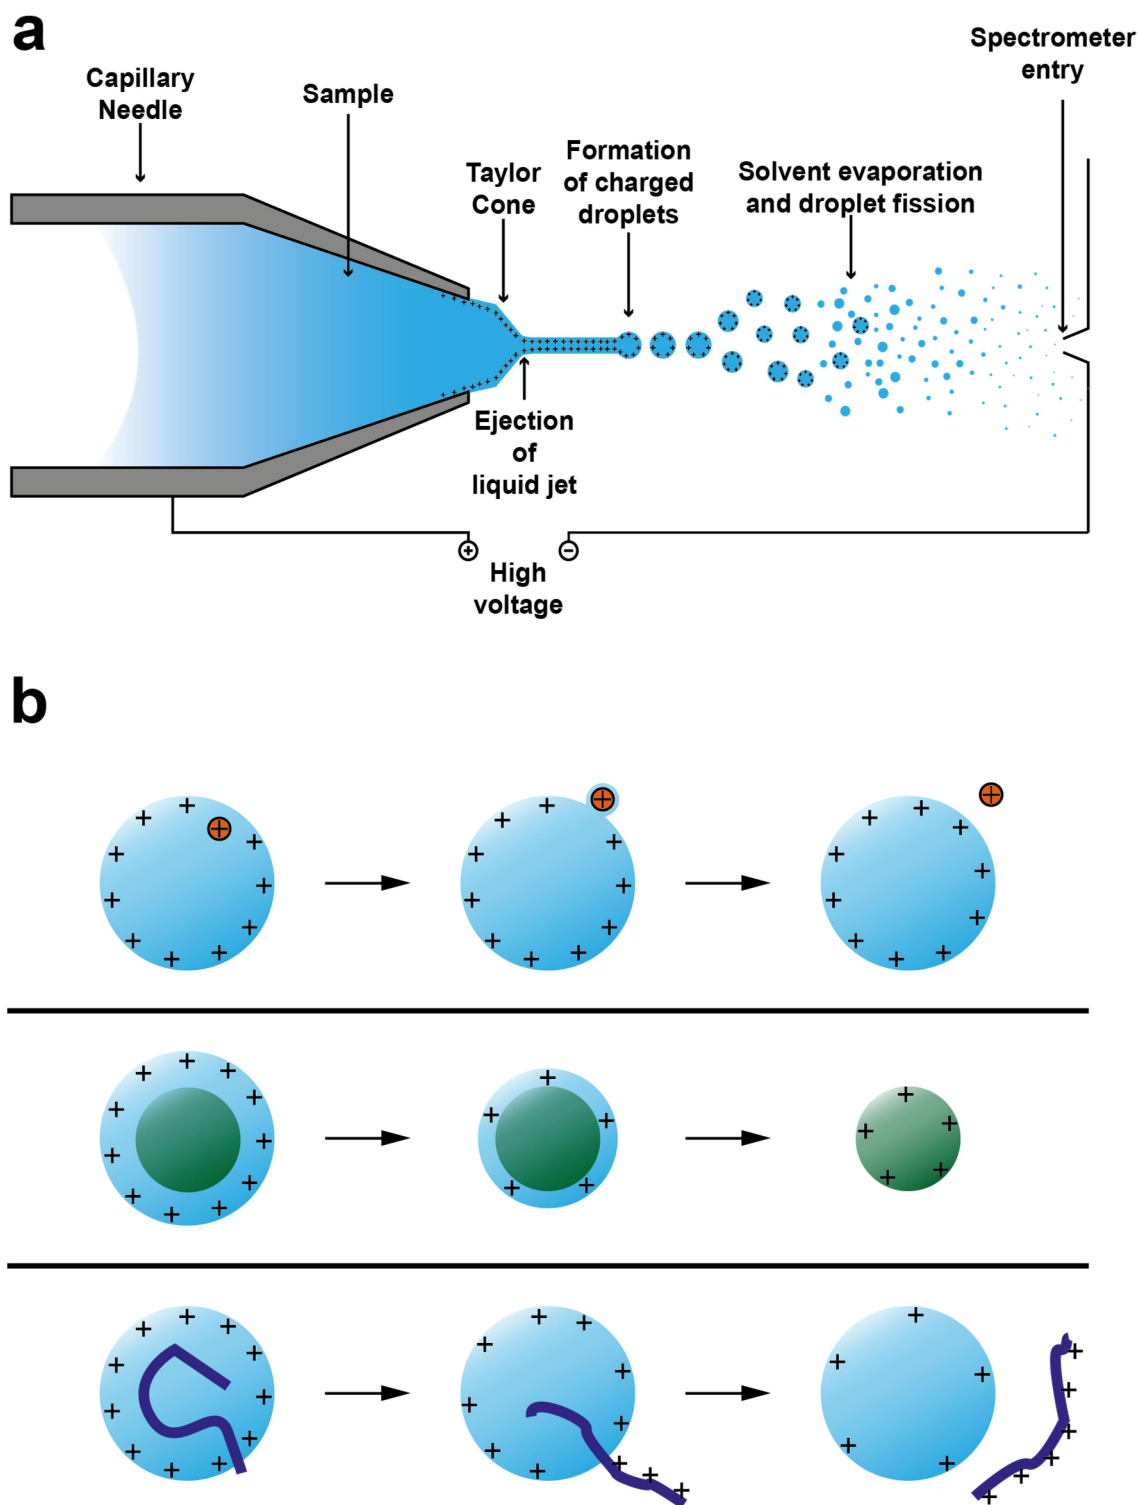 a
Capillary
Needle
Sample
Taylor
Cone
Formation
of charged
droplets
Solvent evaporation
and droplet fission
Spectrometer
entry
Ejection
of
liquid jet
High
voltage
b